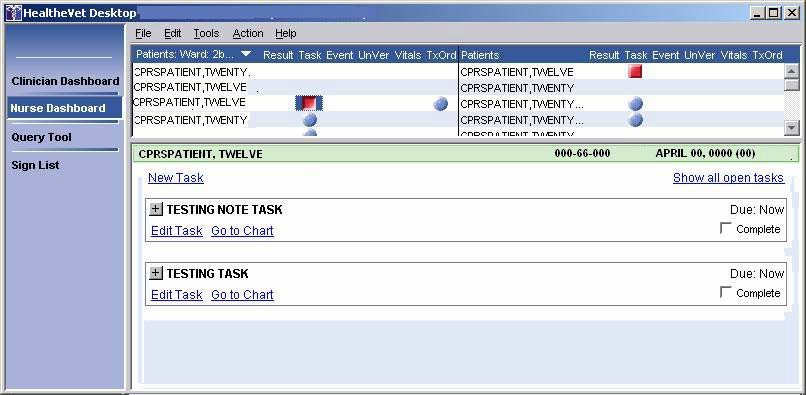 HealtheVet Desktop
File Edit Tools Action Help
Patients: Ward: 2b... Result Task Event UnVer Vitals TxOrd Patients Result Task Event UnVer Vitals TxOrd
CPRSPATIENT,TWENTY... CPRSPATIENT,TWELVE
CPRSPATIENT,TWELVE . CPRSPATIENT,TWENTY
CPRSPATIENT,TWELVE CPRSPATIENT,TWENTY...
CPRSPATIENT,TWENTY CPRSPATIENT,TWENTY...
Clinician Dashboard
Nurse Dashboard
Query Tool
Sign List
CPRSPATIENT, TWELVE 000-66-000 APRIL 00, 0000 (00)
New Task Show all open tasks
+ TESTING NOTE TASK Due: Now
Edit Task Go to Chart Complete
+ TESTING TASK Due: Now
Edit Task Go to Chart Complete